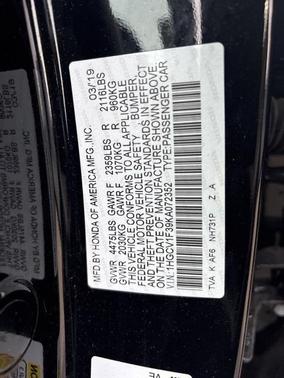 MFD. BY HONDA OF AMERICA MFG.,INC. 03/19
GVWR 4475LBS GAWR F 2359LBS R 2116LBS
GVWR 2030KG GAWR F 1070KG R 960KG
THIS VEHICLE CONFORMS TO ALL APPLICABLE
FEDERAL MOTOR VEHICLE SAFETY, BUMPER,
AND THEFT PREVENTION STANDARDS IN EFFECT
ON THE DATE OF MANUFACTURE SHOWN ABOVE.
VIN:1HGCV1F39KA072352 TYPE:PASSENGER CAR
TVA K AF6 NH731P Z A